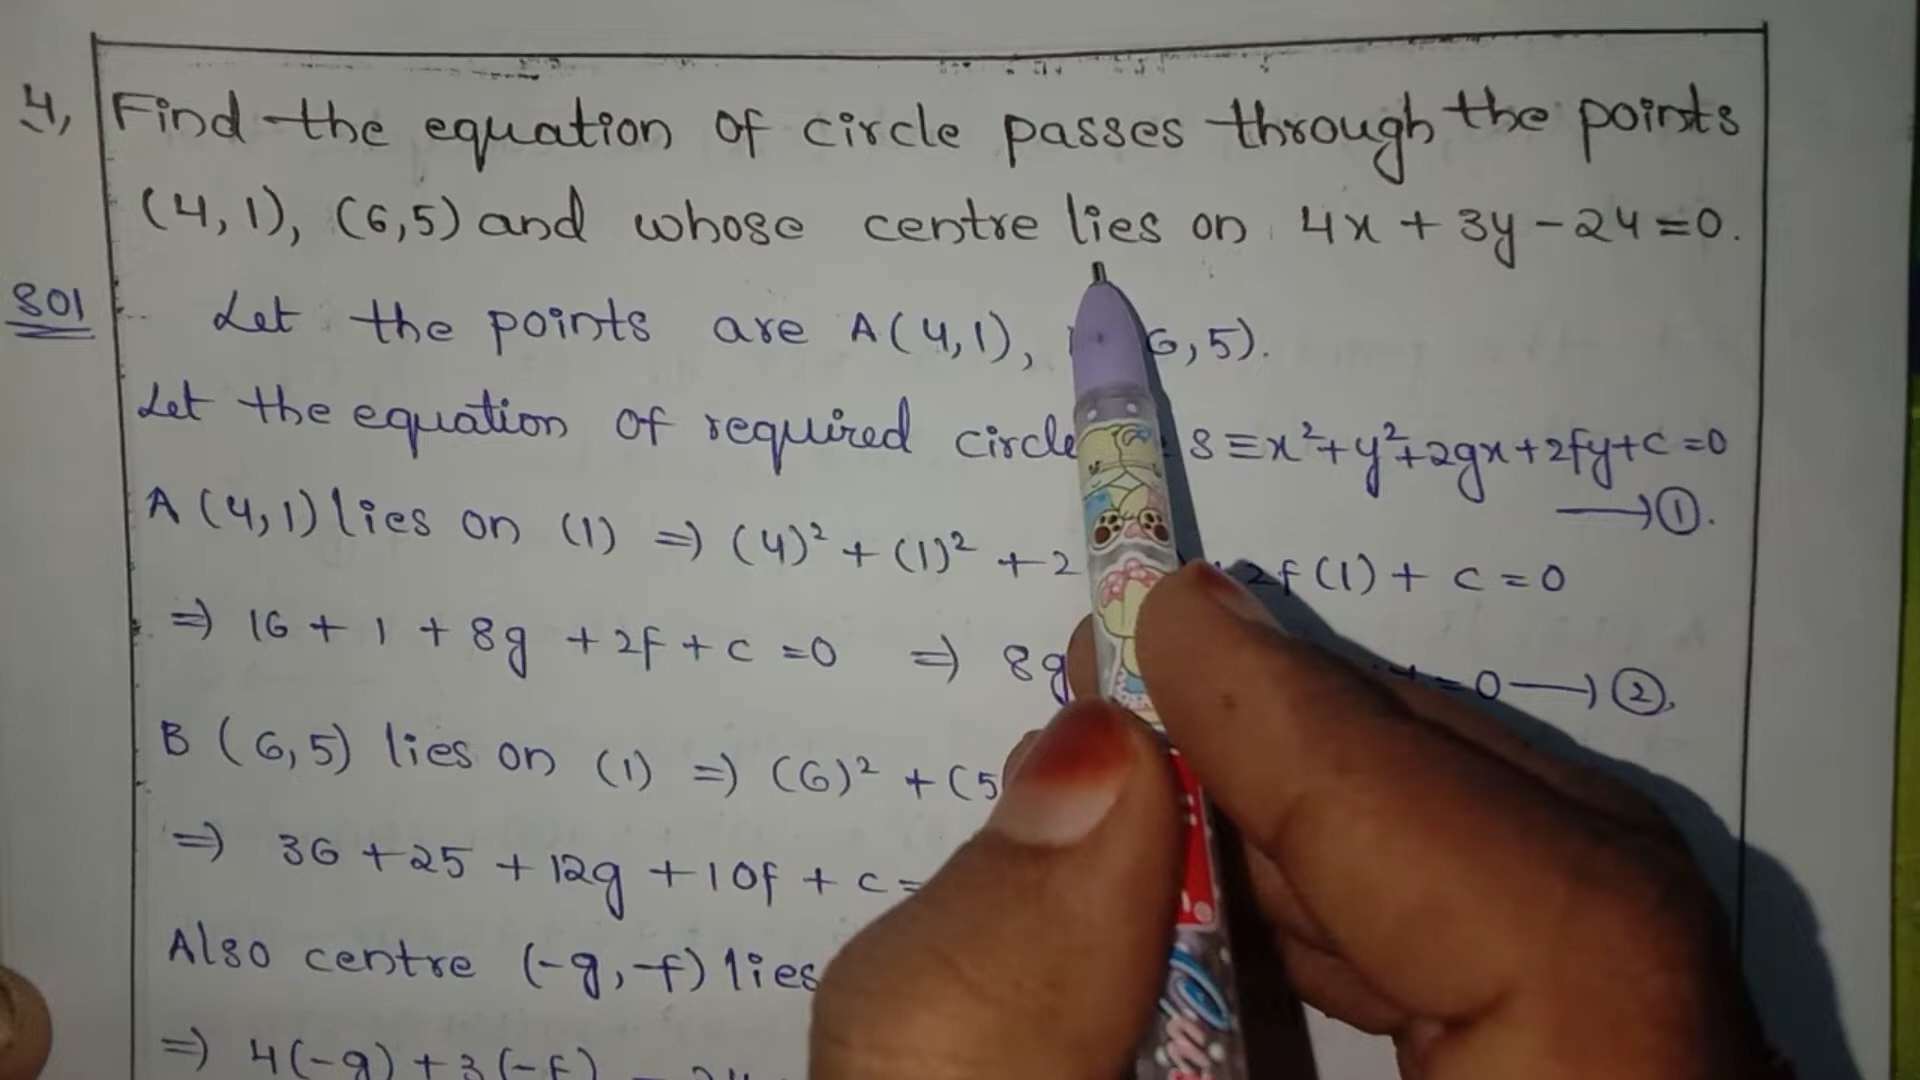 4, Find the equation of circle passes through the points
(4,1), (6,5) and whose centre lies on 4x + 3y - 24 = 0.
Sol Let the points are A(4,1), 6,5).
Let the equation of required circle S ≡ x²+y²+2gx+2fy+c=0
→①.
A(4,1) lies on (1) ⇒ (4)² + (1)² + 2 2f(1) + c = 0
⇒ 16 + 1 + 8g + 2f + c = 0 ⇒ 8g = 0 → ②,
B (6,5) lies on (1) ⇒ (6)² + (5
⇒ 36 + 25 + 12g + 10f + c =
Also centre (-g,-f) lies
⇒ 4(-g) + 3(-f) - 24